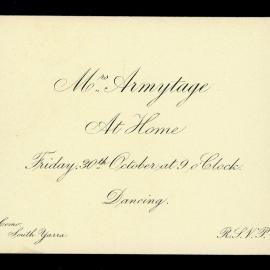 Mrs. Armytage
At Home
Friday, 30th October, at 9 o'Clock.
Dancing.
Como,
South Yarra.
R.S.V.P.